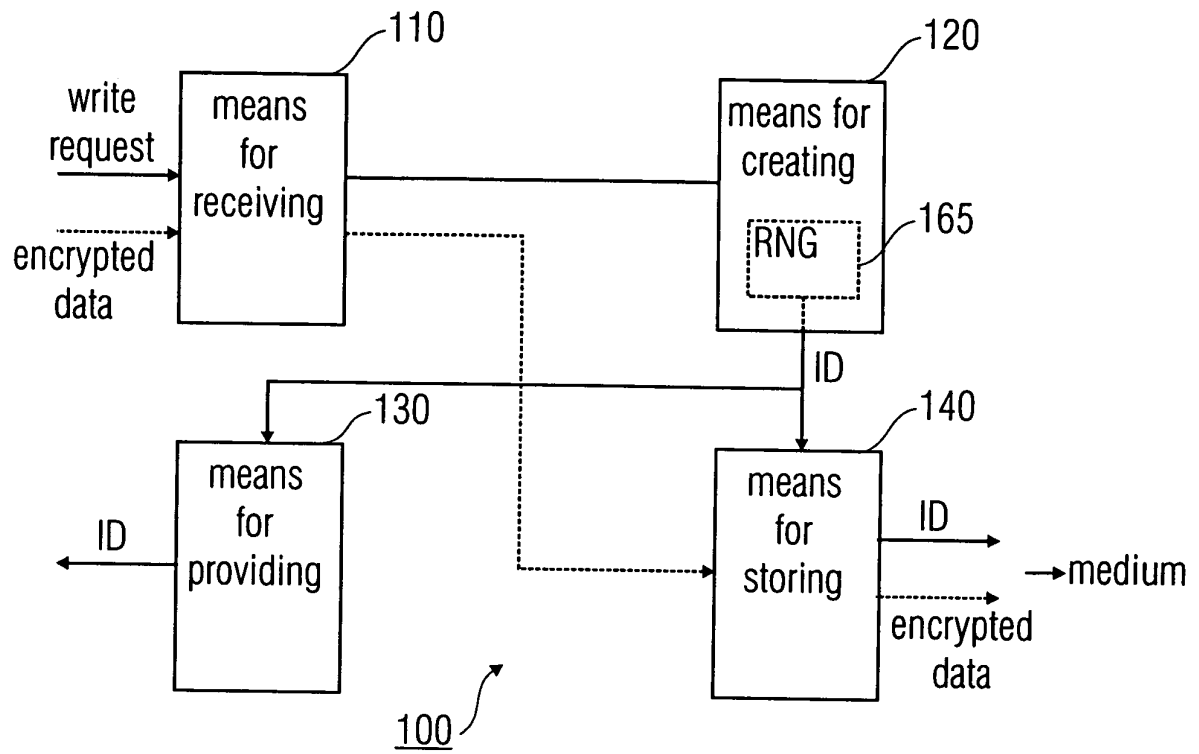 110
120
write
request
means
for
receiving
means for
creating
encrypted
data
RNG
165
ID
130
140
means
for
providing
ID
means
for
storing
ID
medium
encrypted
data
100